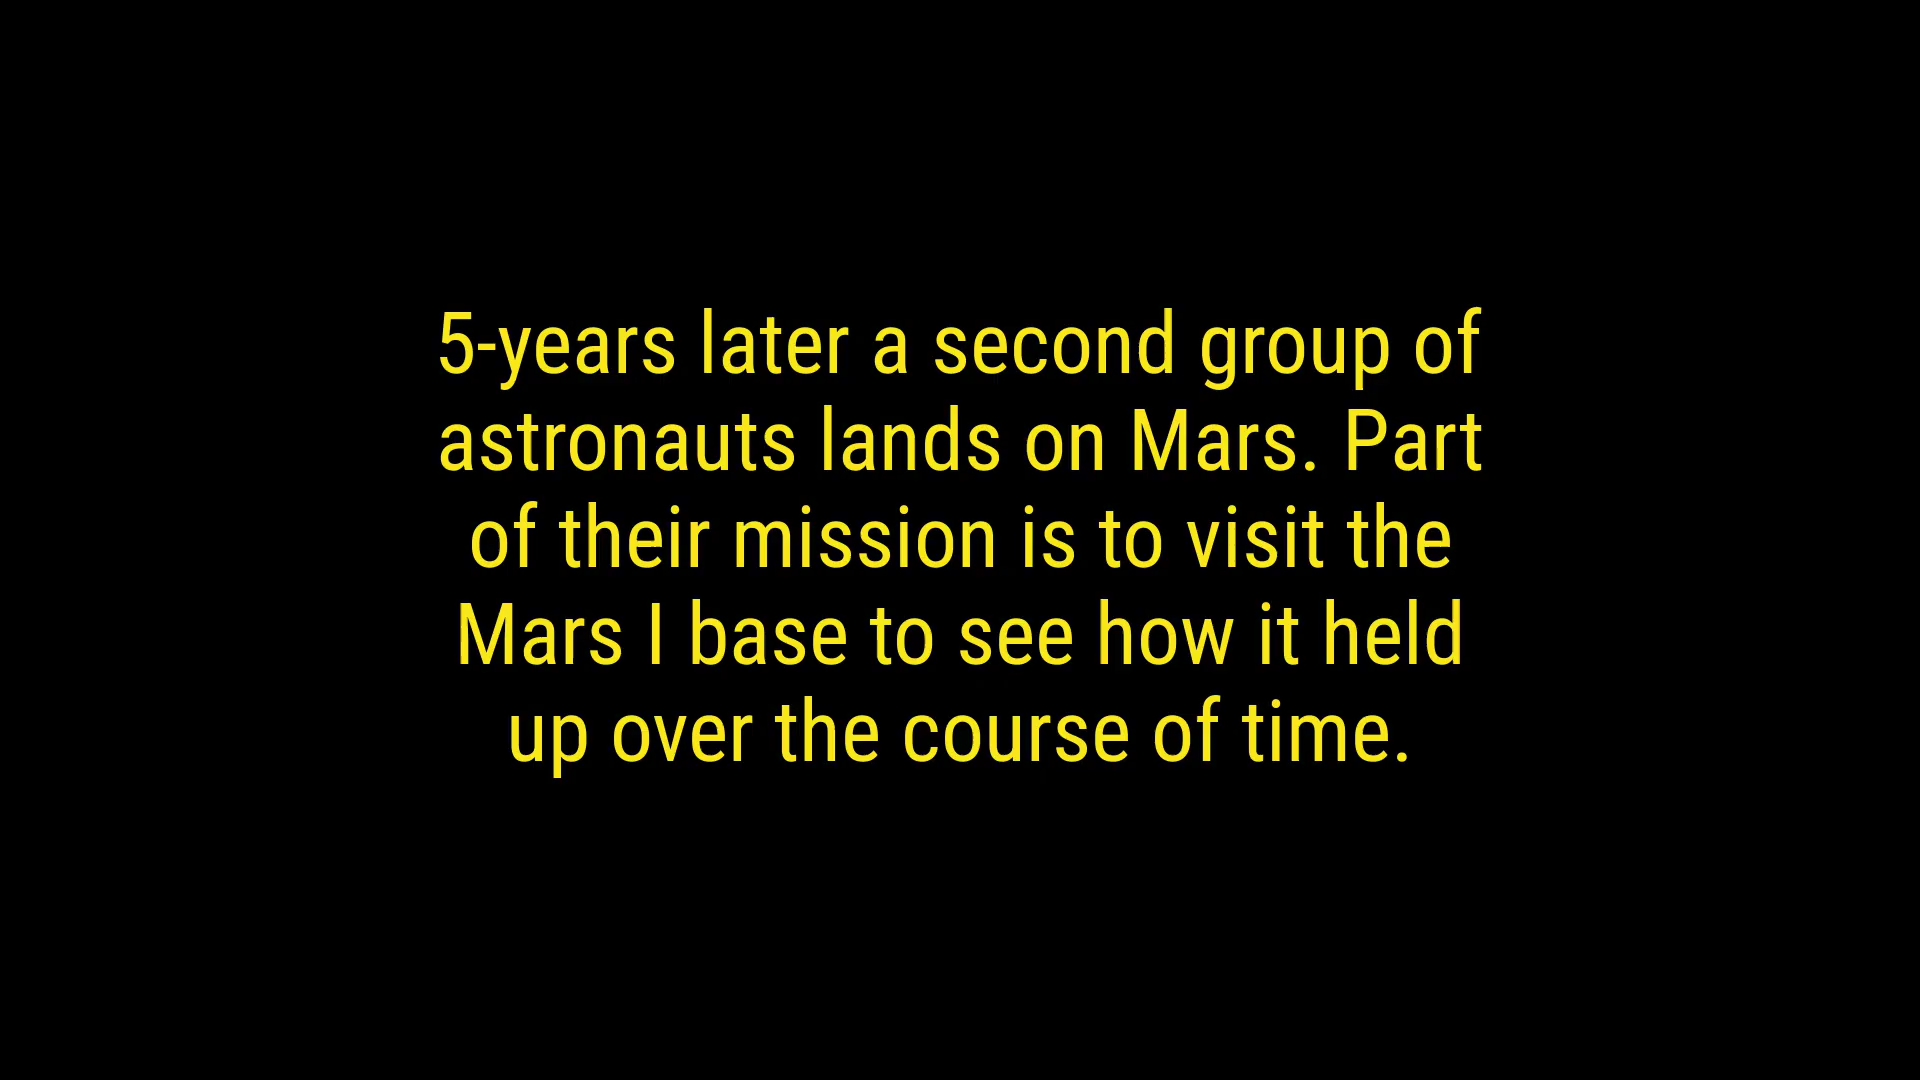 5-years later a second group of
astronauts lands on Mars. Part
of their mission is to visit the
Mars I base to see how it held
up over the course of time.